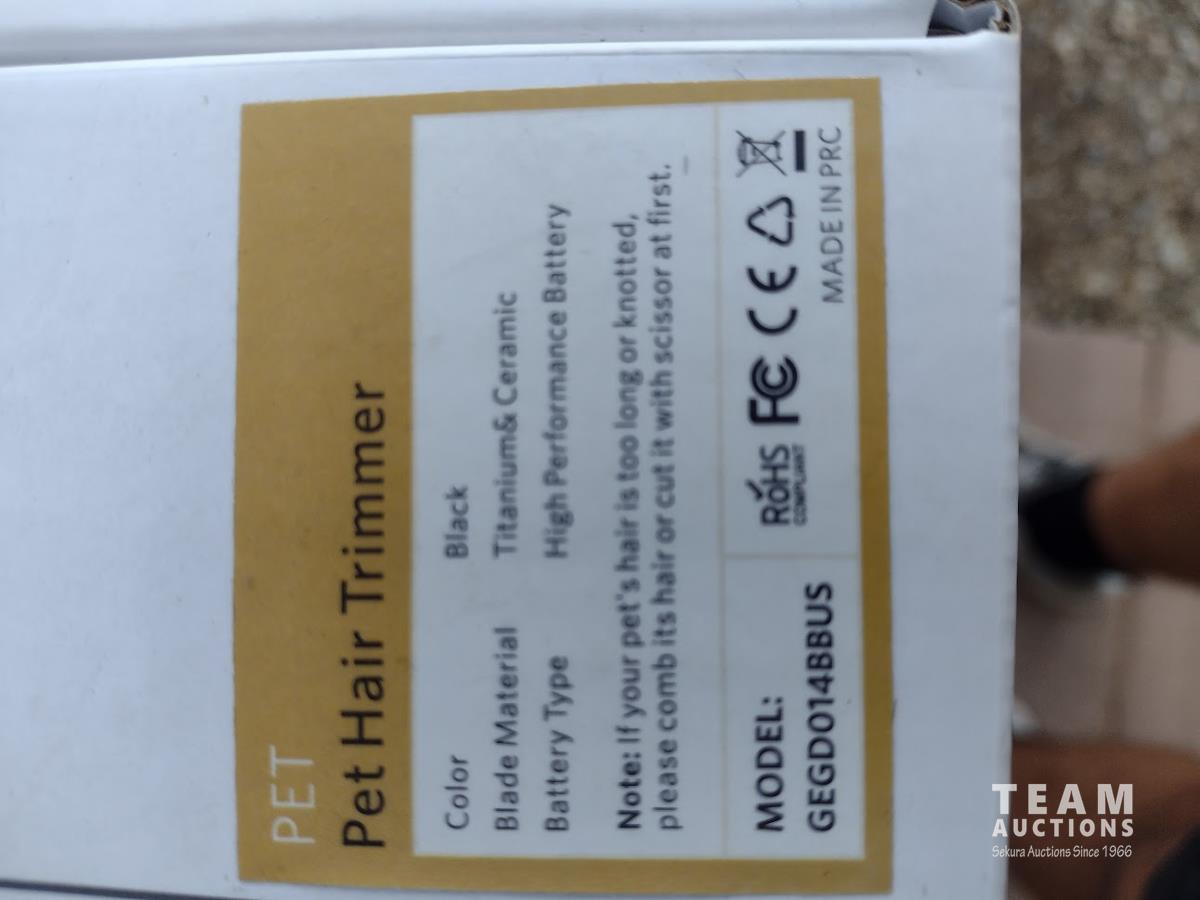 PET
Pet Hair Trimmer
Color Black
Blade Material Titanium& Ceramic
Battery Type High Performance Battery
Note: If your pet's hair is too long or knotted,
please comb its hair or cut it with scissor at first.
MODEL:
GEGD014BBUS
RoHS
COMPLIANT
FC CE
MADE IN PRC
TEAM
AUCTIONS
Sekura Auctions Since 1966